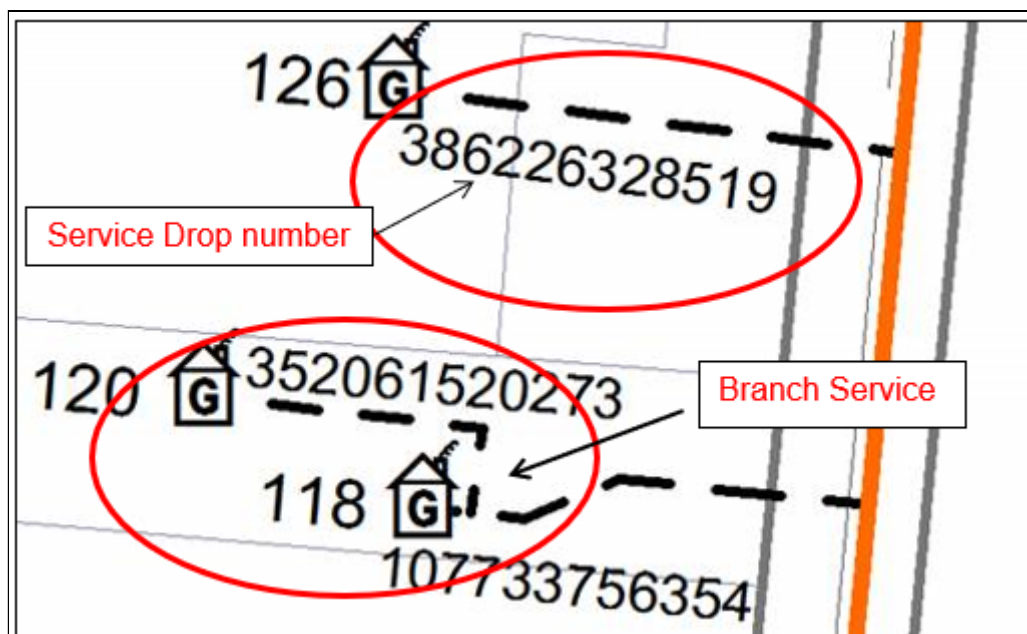 126
G
386226328519
Service Drop number
120
G
352061520273
Branch Service
118
G
107733756354